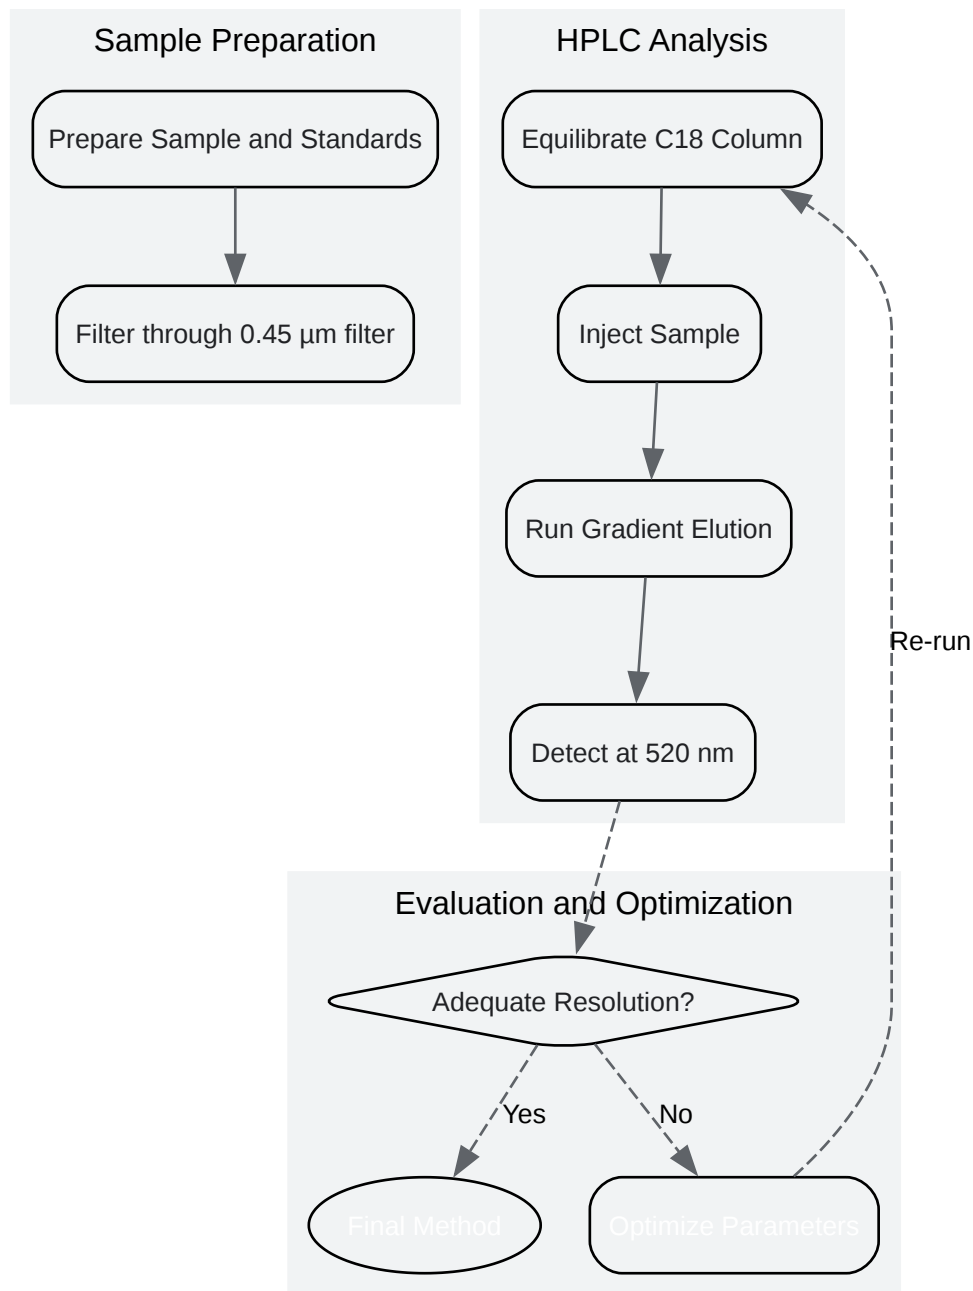 Sample Preparation
Prepare Sample and Standards
Filter through 0.45 µm filter
HPLC Analysis
Equilibrate C18 Column
Inject Sample
Run Gradient Elution
Re-run
Detect at 520 nm
Evaluation and Optimization
Adequate Resolution?
Yes
No
Final Method
Optimize Parameters